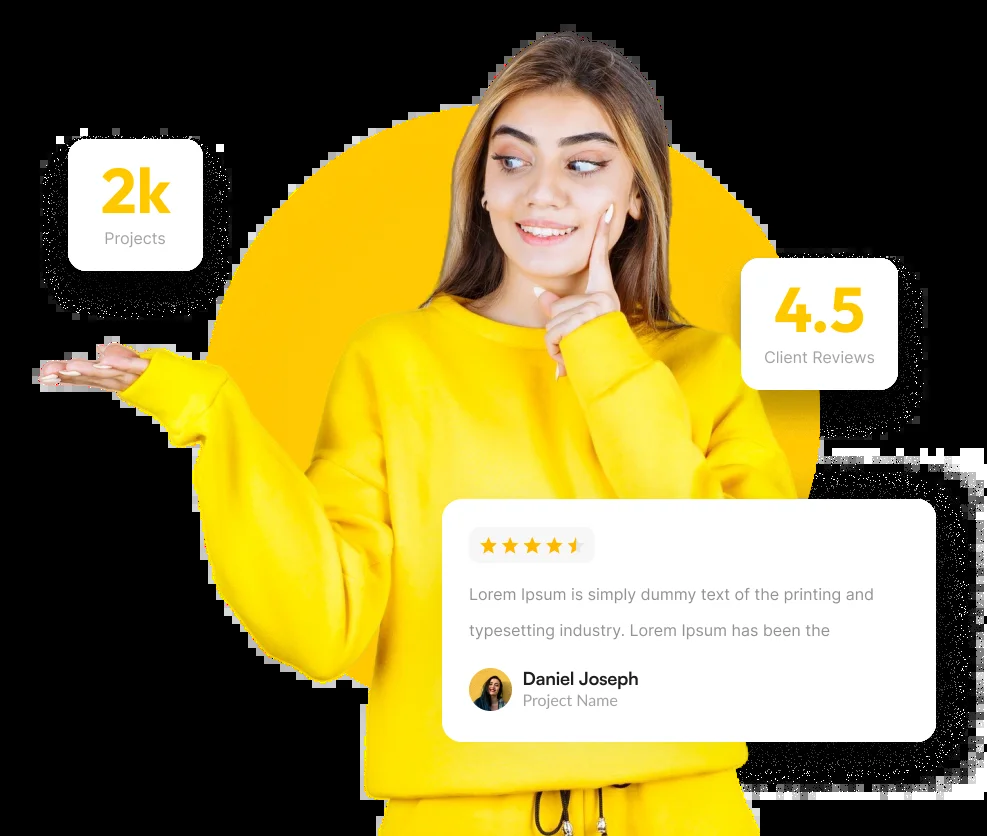 2k
Projects
4.5
Client Reviews
Lorem Ipsum is simply dummy text of the printing and
typesetting industry. Lorem Ipsum has been the
Daniel Joseph
Project Name